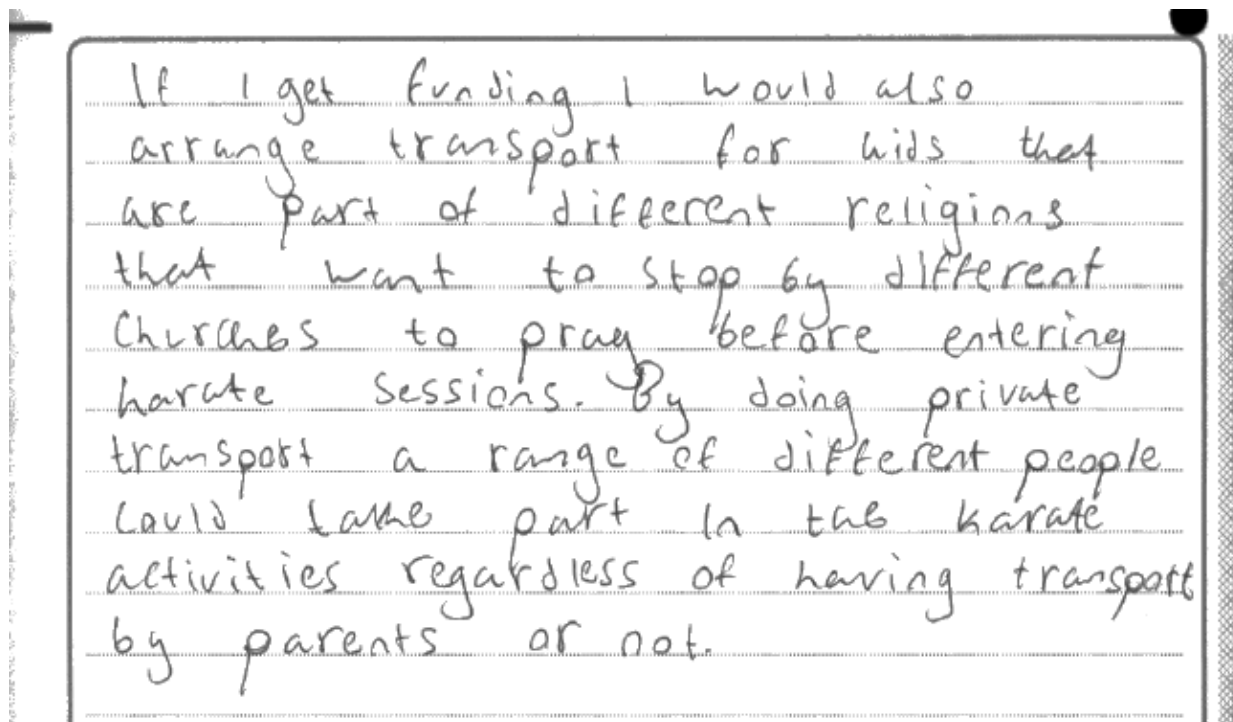 If I get funding I would also
arrange transport for kids that
are part of different religions
that want to stop by different
Churches to pray before entering
karate sessions. By doing private
transport a range of different people
could take part in the karate
activities regardless of having transport
by parents or not.